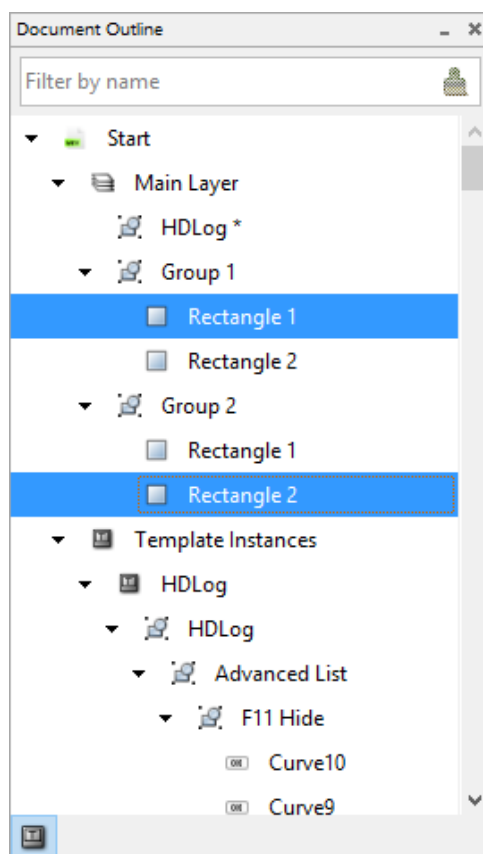 Document Outline
Filter by name
Start
Main Layer
HDLog *
Group 1
Rectangle 1
Rectangle 2
Group 2
Rectangle 1
Rectangle 2
Template Instances
HDLog
HDLog
Advanced List
F11 Hide
Curve10
Curve9